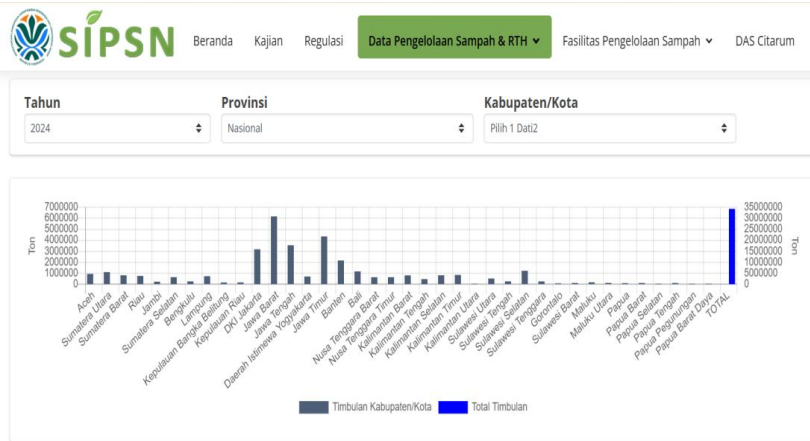 SIPSN
Beranda Kajian Regulasi Data Pengelolaan Sampah & RTH Fasilitas Pengelolaan Sampah DAS Citarum
Tahun Provinsi Kabupaten/Kota
2024 Nasional Pilih 1 Dati2
7000000 35000000
6000000 30000000
5000000 25000000
4000000 20000000
3000000 15000000
2000000 10000000
1000000 5000000
0 0
Ton Ton
Aceh
Sumatera Utara
Sumatera Barat
Riau
Jambi
Sumatera Selatan
Bengkulu
Lampung
Kepulauan Bangka Belitung
Kepulauan Riau
DKI Jakarta
Jawa Barat
Jawa Tengah
Daerah Istimewa Yogyakarta
Jawa Timur
Banten
Bali
Nusa Tenggara Barat
Nusa Tenggara Timur
Kalimantan Barat
Kalimantan Tengah
Kalimantan Selatan
Kalimantan Timur
Kalimantan Utara
Sulawesi Utara
Sulawesi Tengah
Sulawesi Selatan
Sulawesi Tenggara
Gorontalo
Sulawesi Barat
Maluku
Maluku Utara
Papua
Papua Barat
Papua Selatan
Papua Tengah
Papua Pegunungan
Papua Barat Daya
TOTAL
Timbulan Kabupaten/Kota Total Timbulan